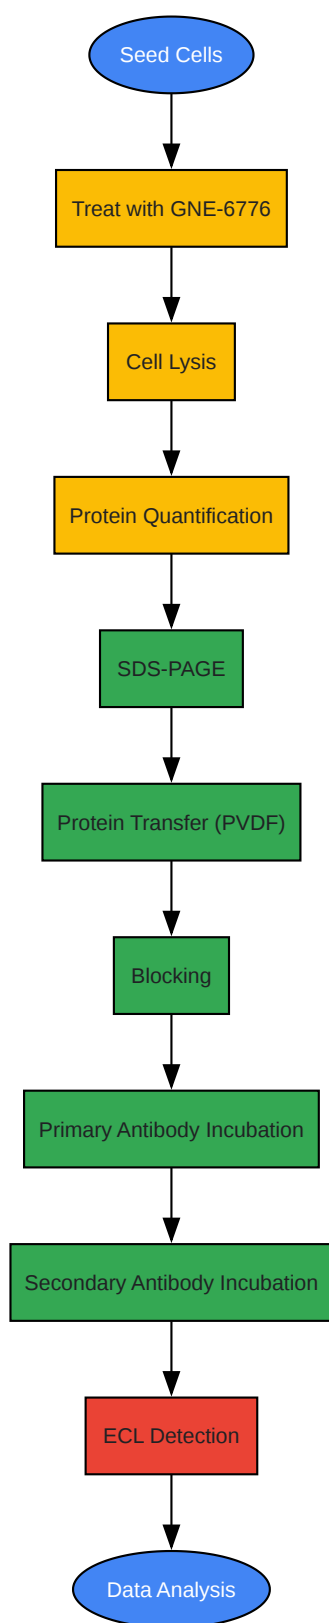 Seed Cells
Treat with GNE-6776
Cell Lysis
Protein Quantification
SDS-PAGE
Protein Transfer (PVDF)
Blocking
Primary Antibody Incubation
Secondary Antibody Incubation
ECL Detection
Data Analysis